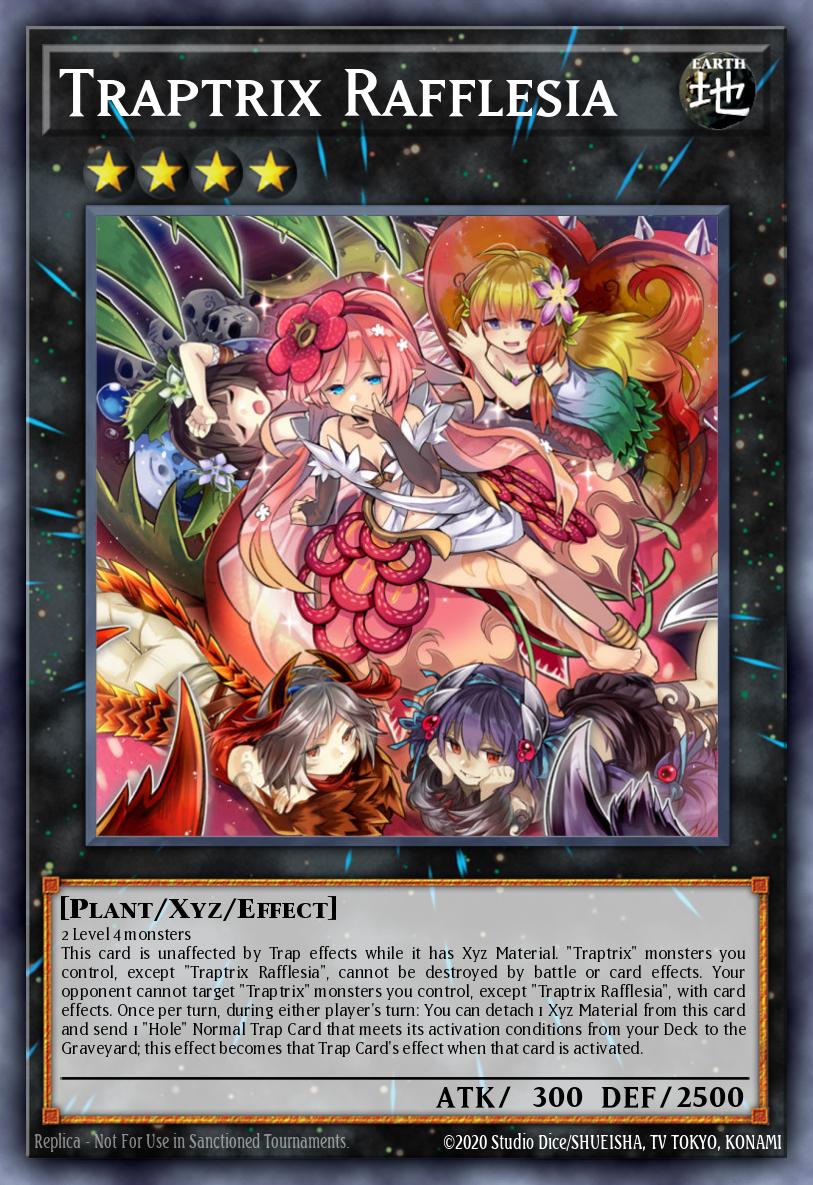 Traptrix Rafflesia
EARTH
地
[Plant/Xyz/Effect]
2 Level 4 monsters
This card is unaffected by Trap effects while it has Xyz Material. "Traptrix" monsters you
control, except "Traptrix Rafflesia", cannot be destroyed by battle or card effects. Your
opponent cannot target "Traptrix" monsters you control, except "Traptrix Rafflesia", with card
effects. Once per turn, during either player's turn: You can detach 1 Xyz Material from this card
and send 1 "Hole" Normal Trap Card that meets its activation conditions from your Deck to the
Graveyard; this effect becomes that Trap Card's effect when that card is activated.
ATK/ 300 DEF/2500
Replica - Not For Use in Sanctioned Tournaments.
©2020 Studio Dice/SHUEISHA, TV TOKYO, KONAMI